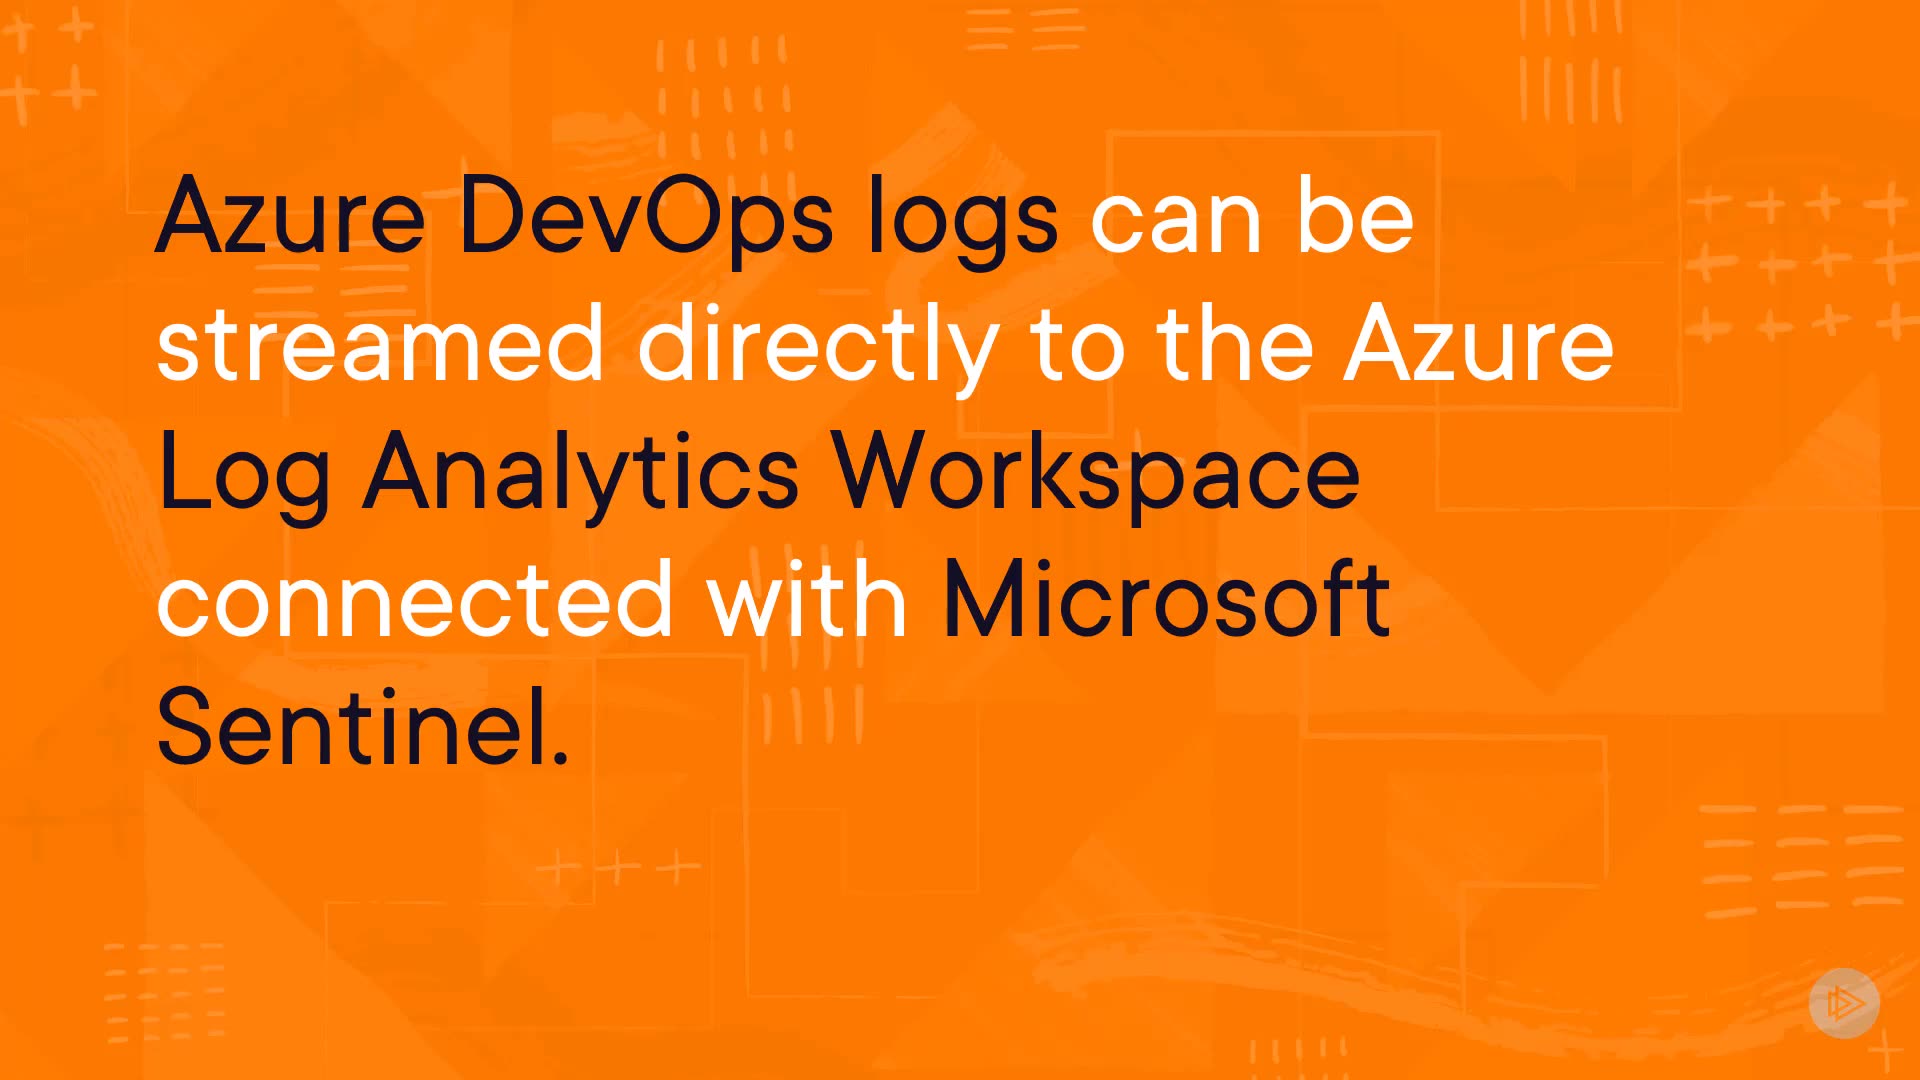 Azure DevOps logs can be
streamed directly to the Azure
Log Analytics Workspace
connected with Microsoft
Sentinel.